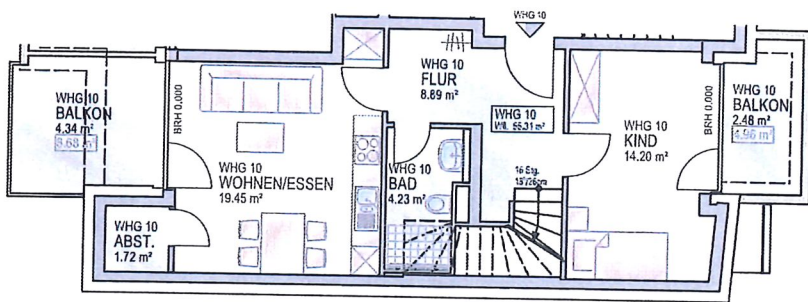 WHG 10
WHG 10
BALKON
4.34 m²
8.68 m²
BRH 0.000
WHG 10
WOHNEN/ESSEN
19.45 m²
WHG 10
ABST.
1.72 m²
WHG 10
FLUR
8.89 m²
WHG 10
Wfl. 55.31 m²
WHG 10
BAD
4.23 m²
16 Stg.
WHG 10
KIND
14.20 m²
BRH 0.000
WHG 10
BALKON
2.48 m²
4.96 m²